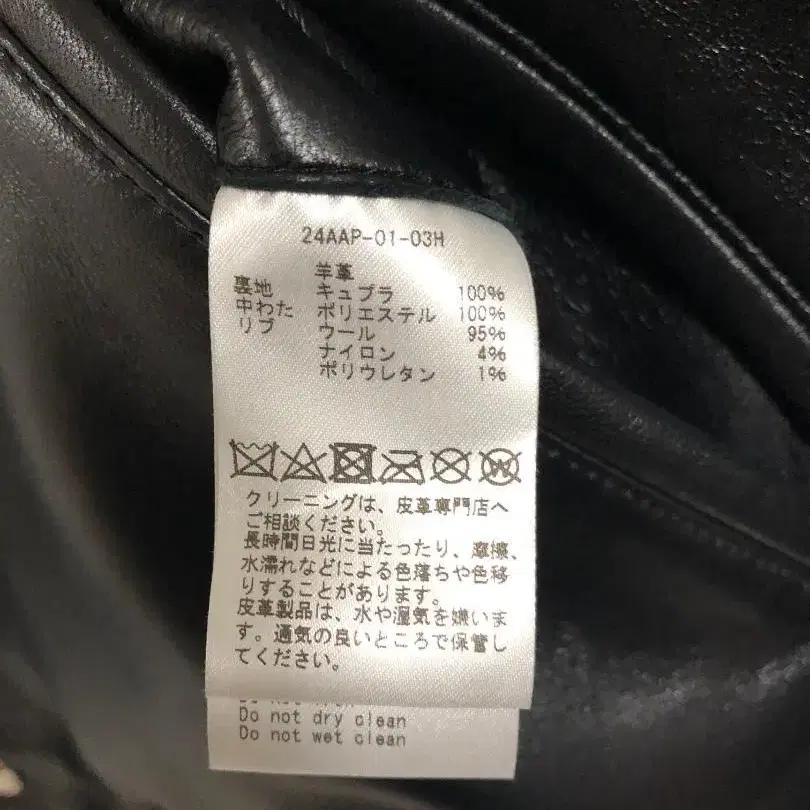 24AAP-01-03H
羊革
裏地 キュプラ 100%
中わた ポリエステル 100%
リブ ウール 95%
ナイロン 4%
ポリウレタン 1%
クリーニングは、皮革専門店へ
ご相談ください。
長時間日光に当たったり、摩擦、
水濡れなどによる色落ちや色移
りすることがあります。
皮革製品は、水や湿気を嫌いま
す。通気の良いところで保管し
てください。
Do not dry clean
Do not wet clean